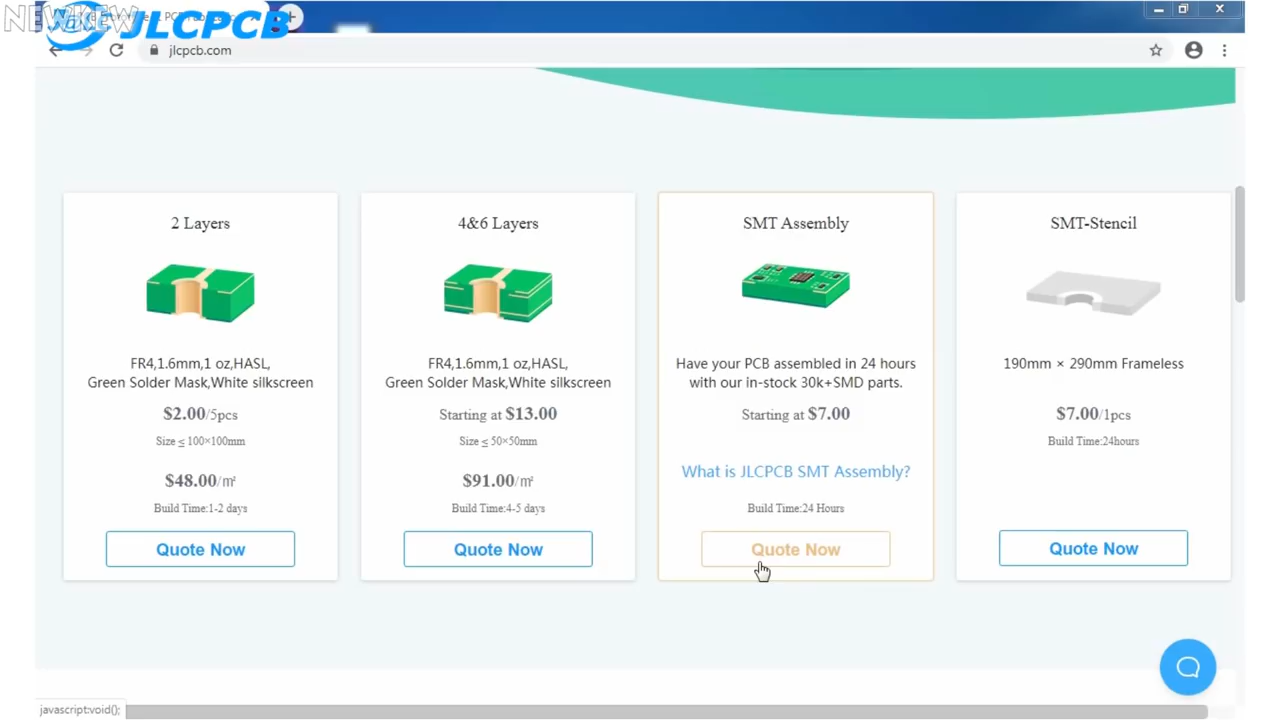 NEWKEW
JLCPCB
jlcpcb.com
2 Layers
FR4,1.6mm,1 oz,HASL,
Green Solder Mask,White silkscreen
$2.00/5pcs
Size ≤ 100×100mm
$48.00/㎡
Build Time:1-2 days
Quote Now
4&6 Layers
FR4,1.6mm,1 oz,HASL,
Green Solder Mask,White silkscreen
Starting at $13.00
Size ≤ 50×50mm
$91.00/㎡
Build Time:4-5 days
Quote Now
SMT Assembly
Have your PCB assembled in 24 hours
with our in-stock 30k+SMD parts.
Starting at $7.00
What is JLCPCB SMT Assembly?
Build Time:24 Hours
Quote Now
SMT-Stencil
190mm × 290mm Frameless
$7.00/1pcs
Build Time:24hours
Quote Now
javascript:void();